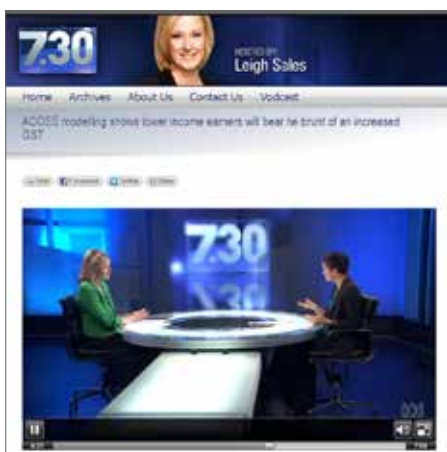 7.30
HOSTED BY
Leigh Sales
Home Archives About Us Contact Us Vodcast
ACOSS modelling shows lower income earners will bear he brunt of an increased
GST
7.30
ABC